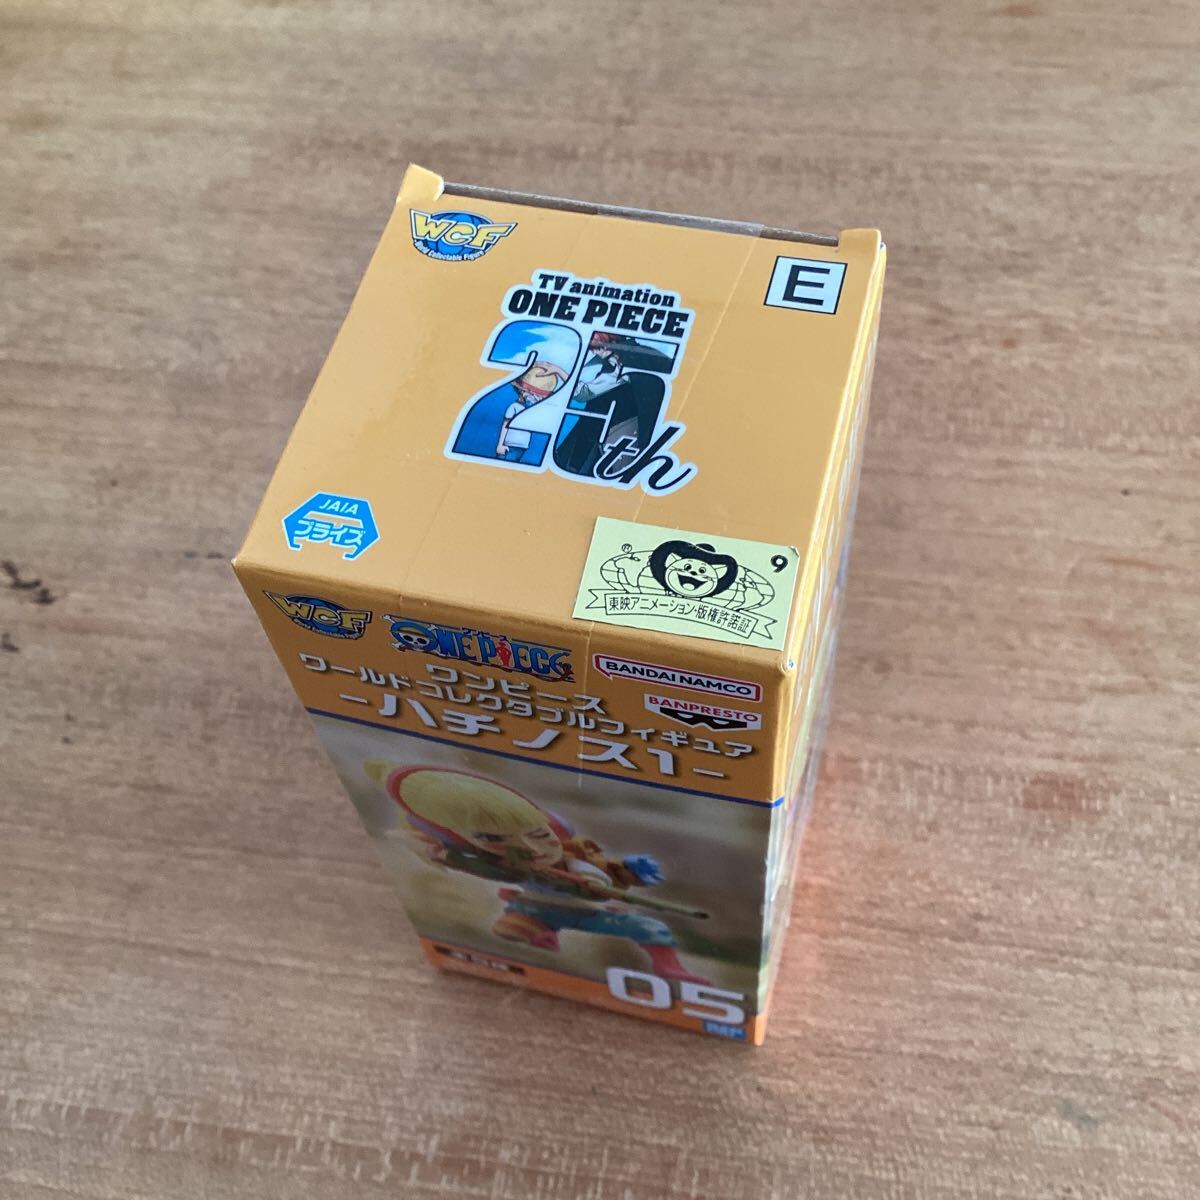 WCF
World Collectable Figure
E
TV animation
ONE PIECE
25th
JAIA
プライズ
9
東映アニメーション・版権許諾証
WCF
ONE PIECE
BANDAI NAMCO
ワンピース
ワールドコレクタブルフィギュア
BANPRESTO
-ハチノス1-
05